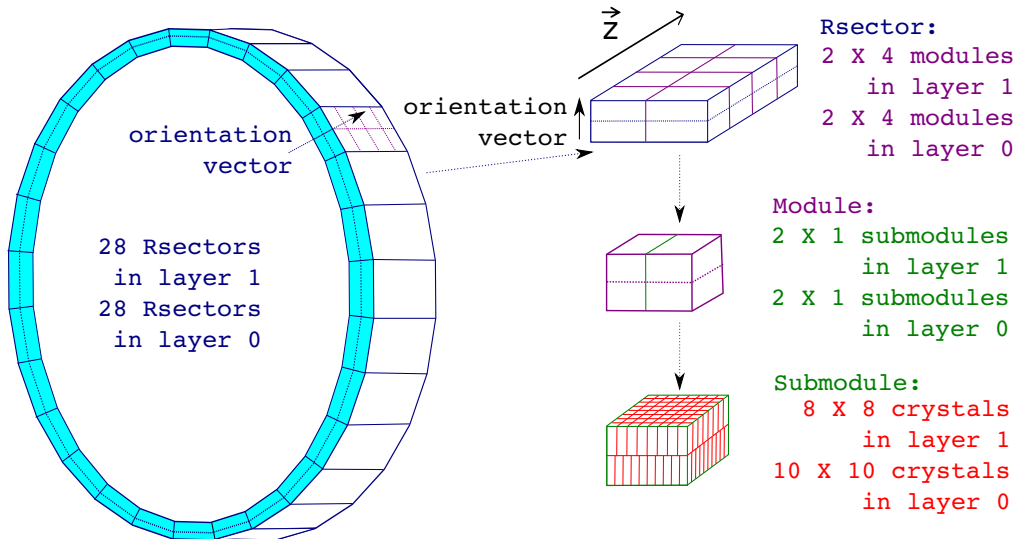 orientation
vector
28 Rsectors
in layer 1
28 Rsectors
in layer 0
Z
orientation
vector
Rsector:
2 X 4 modules
in layer 1
2 X 4 modules
in layer 0
Module:
2 X 1 submodules
in layer 1
2 X 1 submodules
in layer 0
Submodule:
8 X 8 crystals
in layer 1
10 X 10 crystals
in layer 0